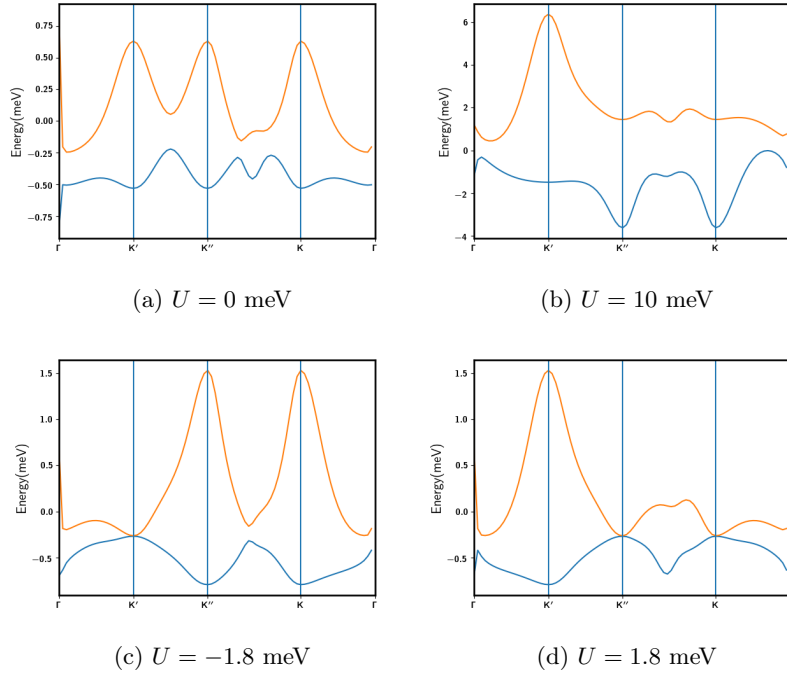 0.75
0.50
0.25
0.00
−0.25
−0.50
−0.75
Energy(meV)
Γ K′ K′′ K Γ
(a) U = 0 meV
6
4
2
0
−2
−4
Energy(meV)
Γ K′ K′′ K
(b) U = 10 meV
1.5
1.0
0.5
0.0
−0.5
Energy(meV)
Γ K′ K′′ K Γ
(c) U = −1.8 meV
1.5
1.0
0.5
0.0
−0.5
Energy(meV)
Γ K′ K′′ K
(d) U = 1.8 meV